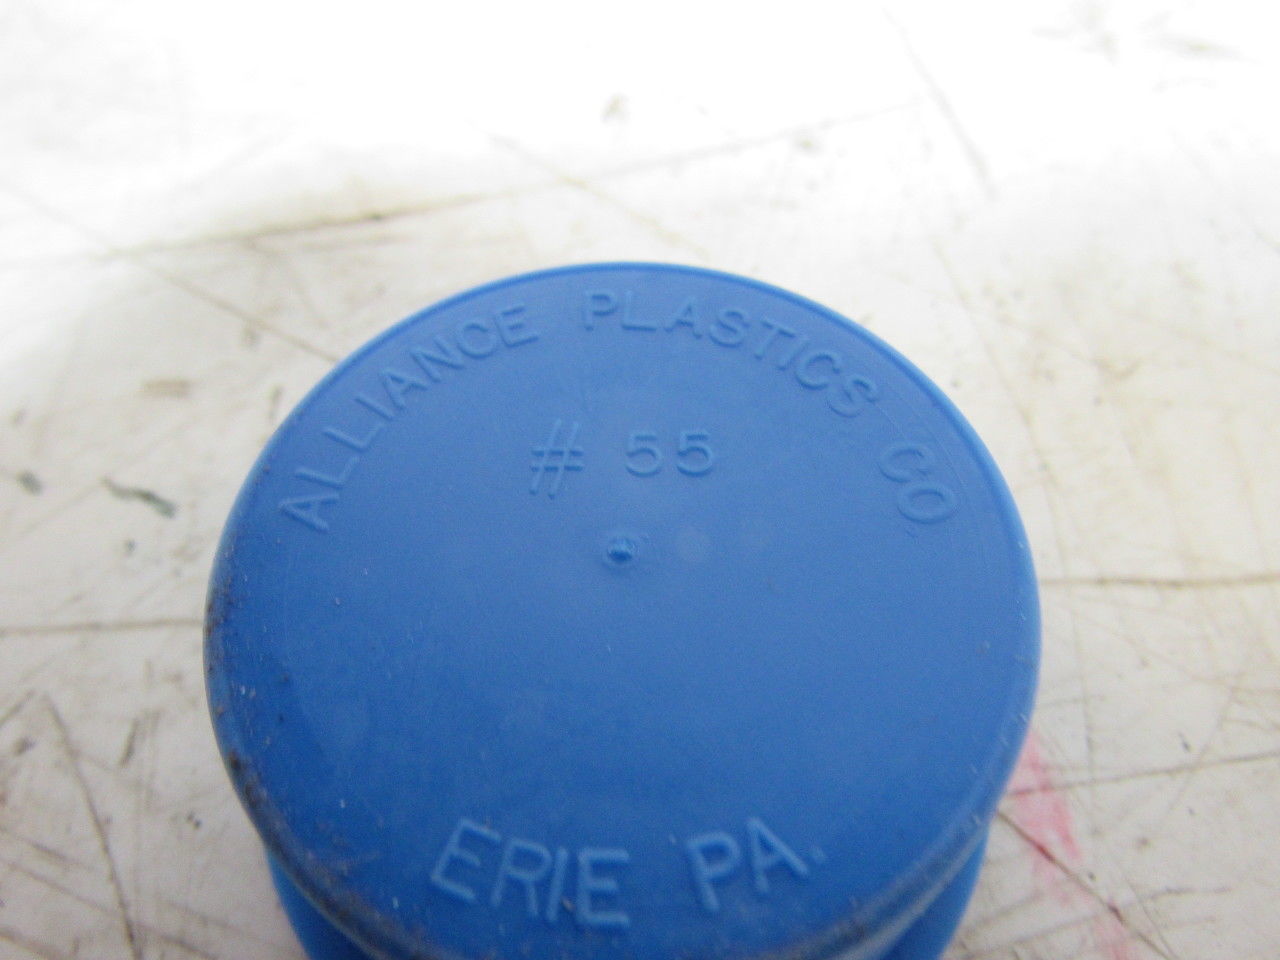 ALLIANCE PLASTICS CO
# 55
ERIE PA.